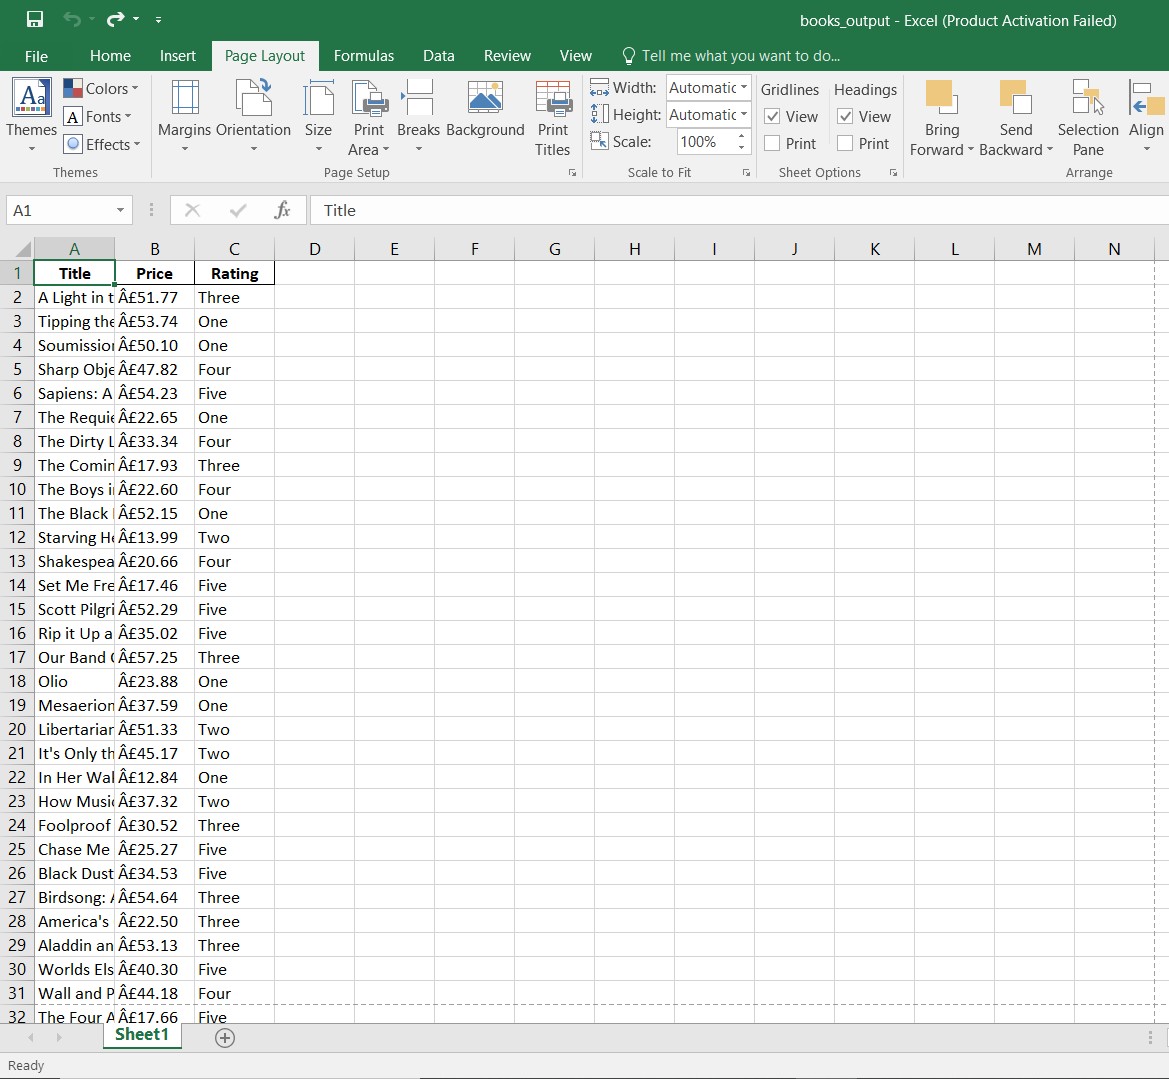 books_output - Excel (Product Activation Failed)
File Home Insert Page Layout Formulas Data Review View Tell me what you want to do...
Aa Colors Width: Automatic Gridlines Headings
A Fonts Height: Automatic View View
Themes Effects Margins Orientation Size Print Area Breaks Background Print Titles Scale: 100% Print Print Bring Forward Send Backward Selection Pane Align
Themes Page Setup Scale to Fit Sheet Options Arrange
A1 fx Title
A B C D E F G H I J K L M N
1 Title Price Rating
2 A Light in t Â£51.77 Three
3 Tipping the Â£53.74 One
4 Soumission Â£50.10 One
5 Sharp Obje Â£47.82 Four
6 Sapiens: A Â£54.23 Five
7 The Requie Â£22.65 One
8 The Dirty L Â£33.34 Four
9 The Comin Â£17.93 Three
10 The Boys i Â£22.60 Four
11 The Black Â£52.15 One
12 Starving He Â£13.99 Two
13 Shakespea Â£20.66 Four
14 Set Me Fre Â£17.46 Five
15 Scott Pilgri Â£52.29 Five
16 Rip it Up a Â£35.02 Five
17 Our Band Â£57.25 Three
18 Olio Â£23.88 One
19 Mesaerion Â£37.59 One
20 Libertarian Â£51.33 Two
21 It's Only th Â£45.17 Two
22 In Her Wal Â£12.84 One
23 How Musi Â£37.32 Two
24 Foolproof Â£30.52 Three
25 Chase Me Â£25.27 Five
26 Black Dust Â£34.53 Five
27 Birdsong: Â£54.64 Three
28 America's Â£22.50 Three
29 Aladdin an Â£53.13 Three
30 Worlds Els Â£40.30 Five
31 Wall and P Â£44.18 Four
32 The Four A Â£17.66 Five
Sheet1
Ready